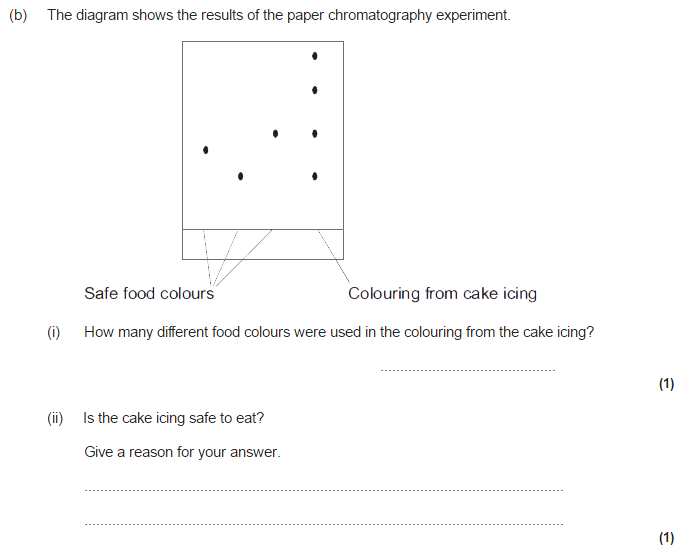 (b) The diagram shows the results of the paper chromatography experiment.
Safe food colours
Colouring from cake icing
(i) How many different food colours were used in the colouring from the cake icing?
(1)
(ii) Is the cake icing safe to eat?
Give a reason for your answer.
(1)